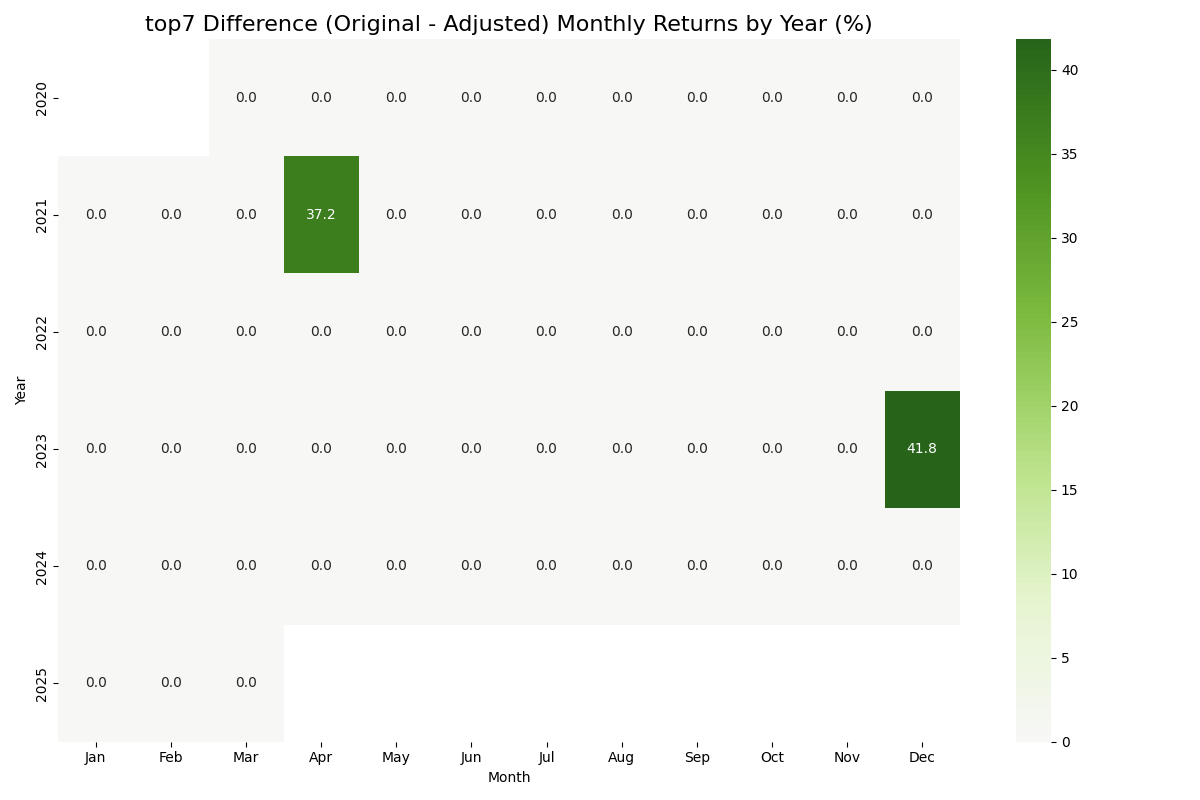 top7 Difference (Original - Adjusted) Monthly Returns by Year (%)
2020 0.0 0.0 0.0 0.0 0.0 0.0 0.0 0.0 0.0 0.0
2021 0.0 0.0 0.0 37.2 0.0 0.0 0.0 0.0 0.0 0.0 0.0 0.0
2022 0.0 0.0 0.0 0.0 0.0 0.0 0.0 0.0 0.0 0.0 0.0 0.0
Year
2023 0.0 0.0 0.0 0.0 0.0 0.0 0.0 0.0 0.0 0.0 0.0 41.8
2024 0.0 0.0 0.0 0.0 0.0 0.0 0.0 0.0 0.0 0.0 0.0 0.0
2025 0.0 0.0 0.0
Jan Feb Mar Apr May Jun Jul Aug Sep Oct Nov Dec
Month
40
35
30
25
20
15
10
5
0